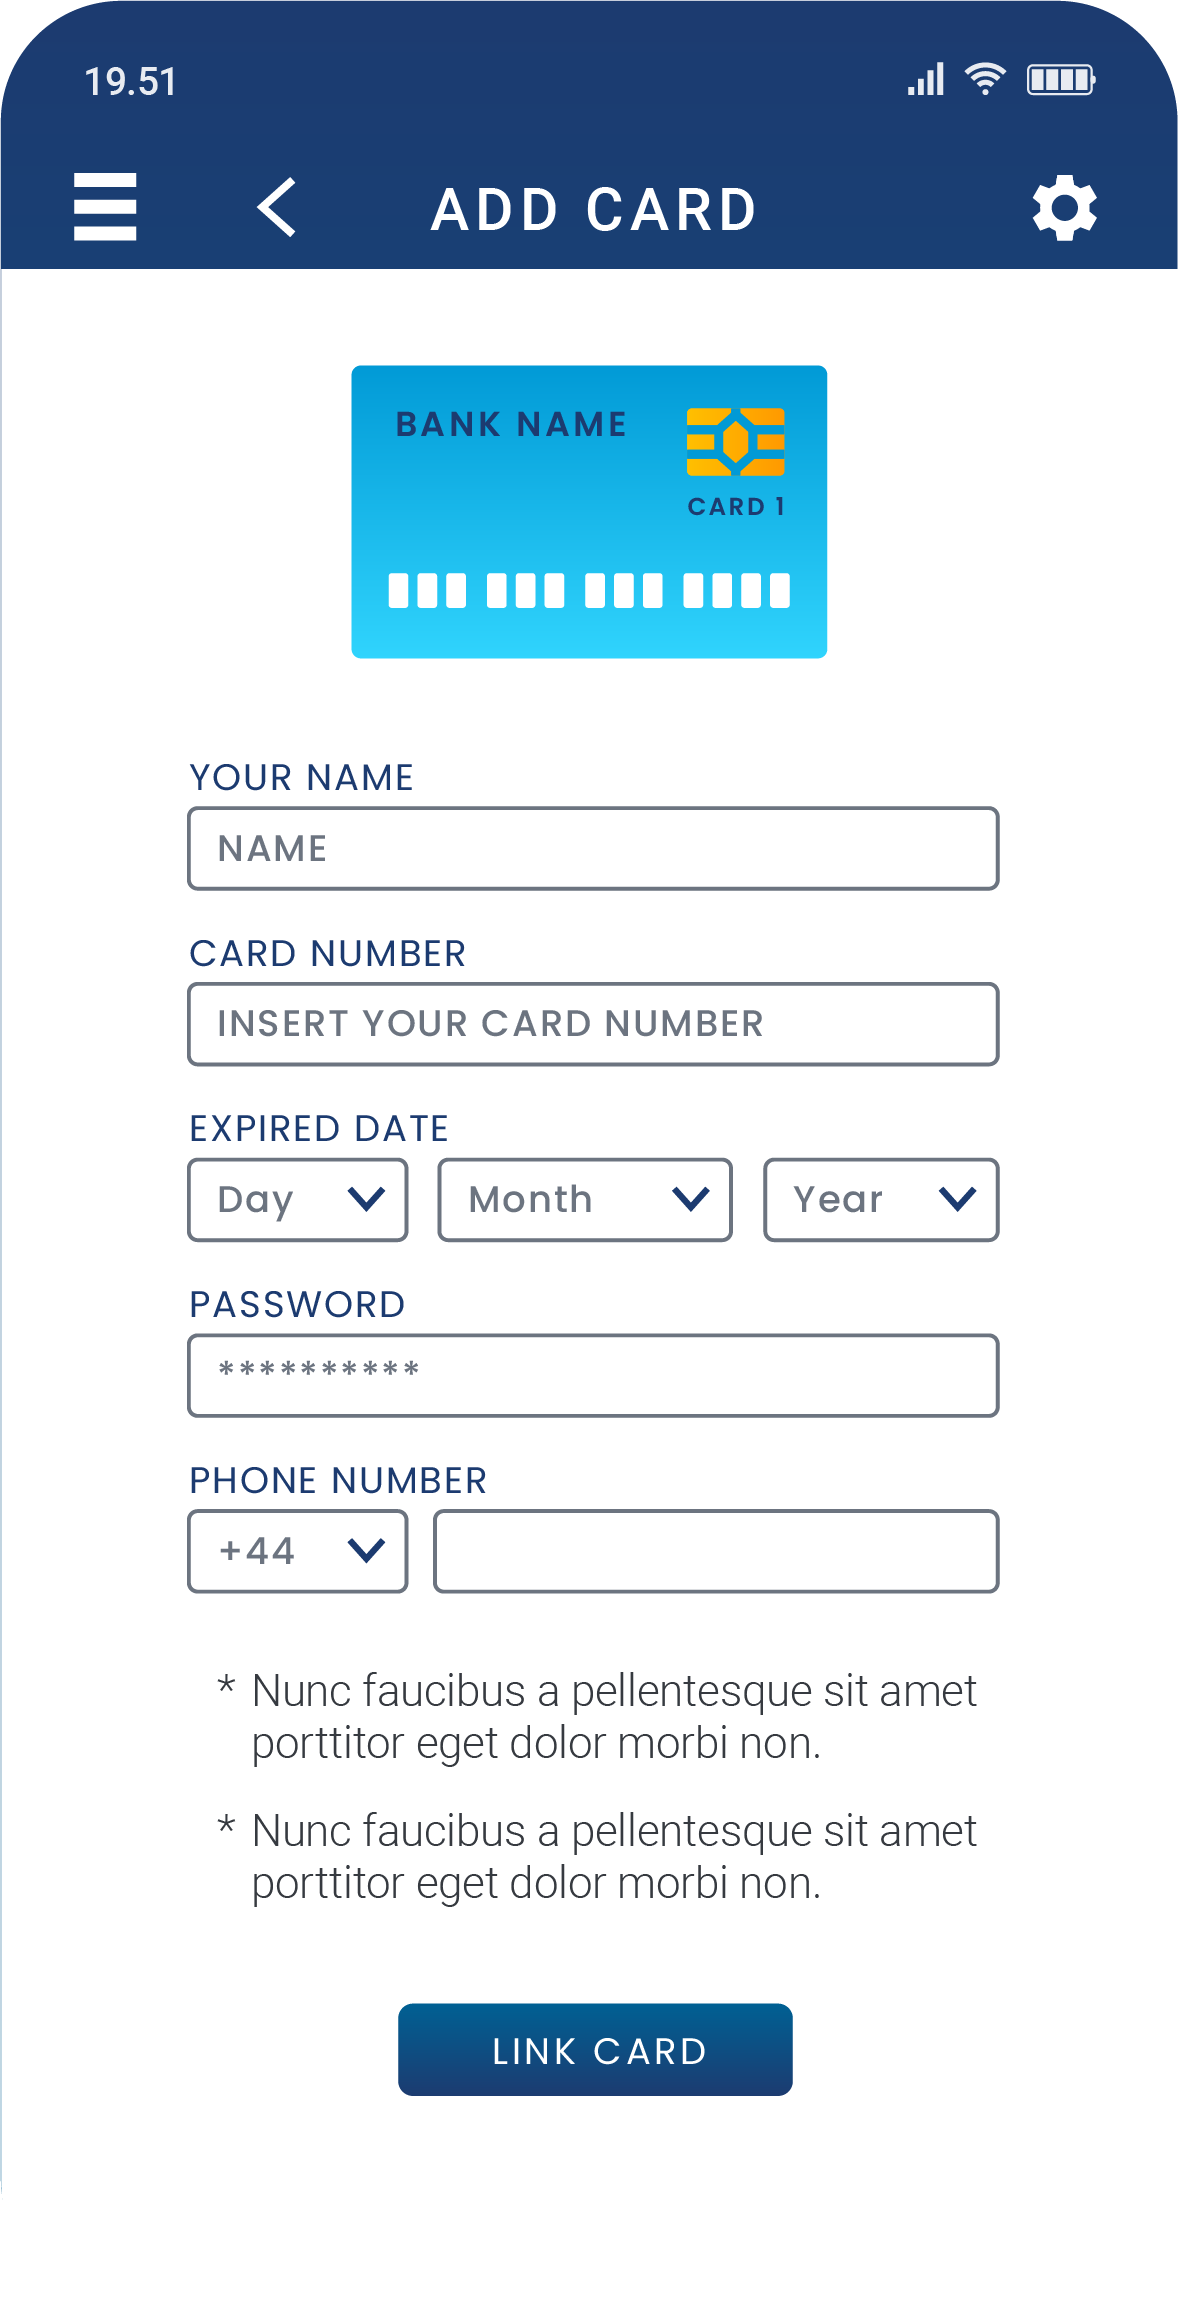 19.51
ADD CARD
BANK NAME
CARD 1
YOUR NAME
NAME
CARD NUMBER
INSERT YOUR CARD NUMBER
EXPIRED DATE
Day Month Year
PASSWORD
**********
PHONE NUMBER
+44
* Nunc faucibus a pellentesque sit amet
porttitor eget dolor morbi non.
* Nunc faucibus a pellentesque sit amet
porttitor eget dolor morbi non.
LINK CARD